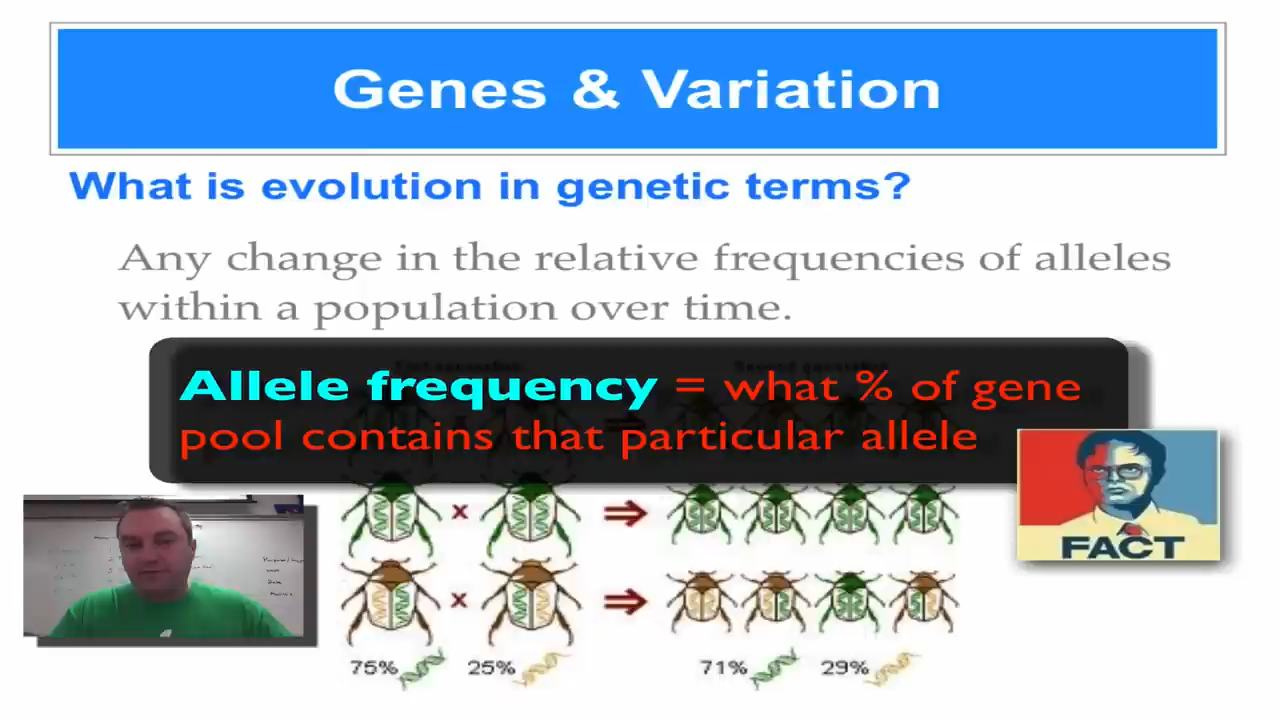 Genes & Variation
What is evolution in genetic terms?
Any change in the relative frequencies of alleles
within a population over time.
Allele frequency = what % of gene
pool contains that particular allele
FACT
75% 25% 71% 29%